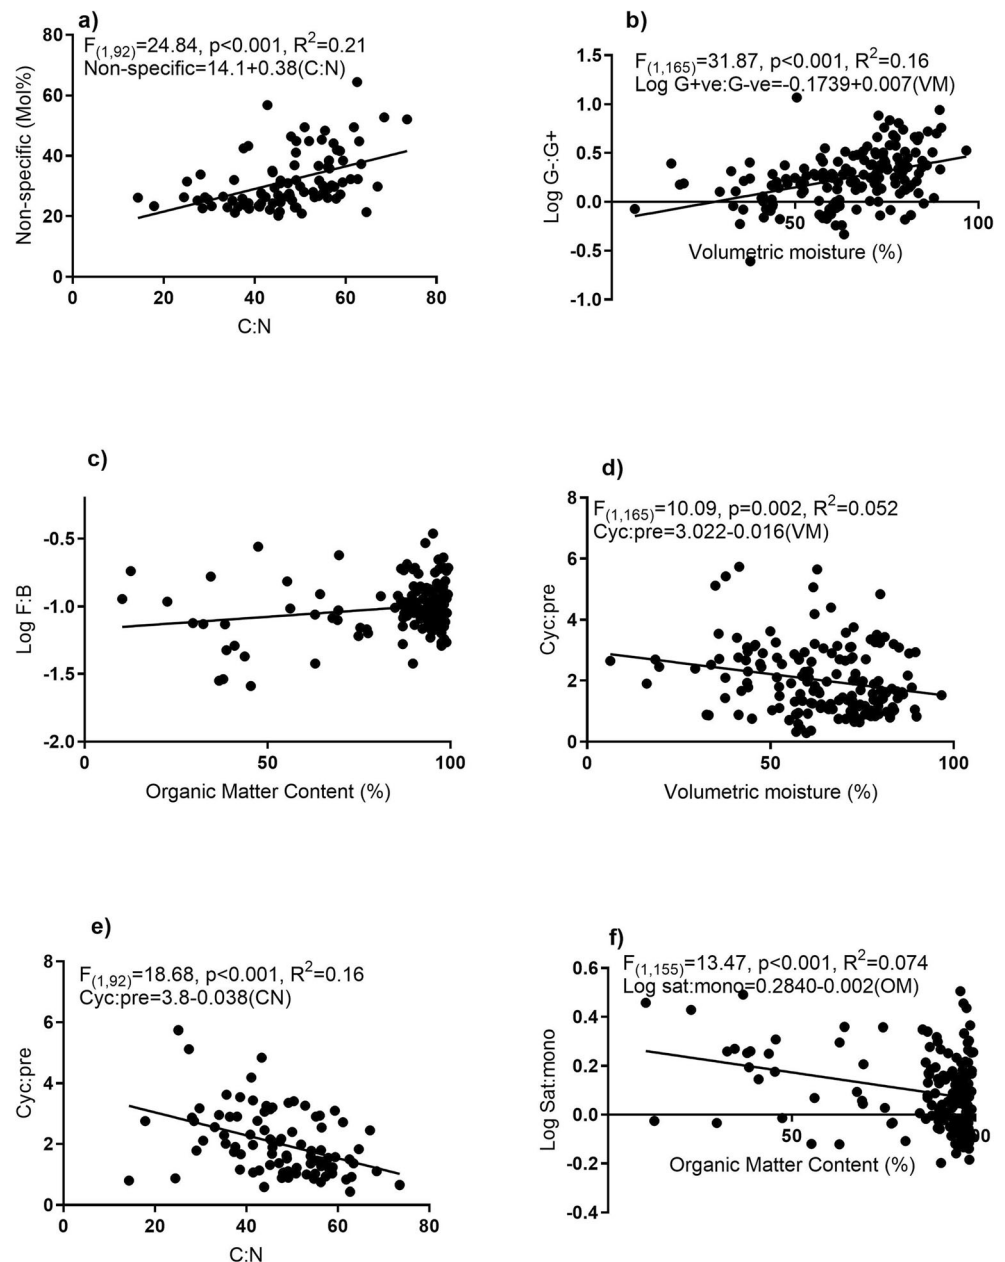 a)
F(1,92)=24.84, p<0.001, R2=0.21
Non-specific=14.1+0.38(C:N)
Non-specific (Mol%)
80
60
40
20
0
0 20 40 60 80
C:N
b)
F(1,165)=31.87, p<0.001, R2=0.16
Log G+ve:G-ve=-0.1739+0.007(VM)
Log G-:G+
1.5
1.0
0.5
0.0
-0.5
-1.0
50 100
Volumetric moisture (%)
c)
Log F:B
-0.5
-1.0
-1.5
-2.0
0 50 100
Organic Matter Content (%)
d)
F(1,165)=10.09, p=0.002, R2=0.052
Cyc:pre=3.022-0.016(VM)
Cyc:pre
8
6
4
2
0
0 50 100
Volumetric moisture (%)
e)
F(1,92)=18.68, p<0.001, R2=0.16
Cyc:pre=3.8-0.038(CN)
Cyc:pre
8
6
4
2
0
0 20 40 60 80
C:N
f)
F(1,155)=13.47, p<0.001, R2=0.074
Log sat:mono=0.2840-0.002(OM)
Log Sat:mono
0.6
0.4
0.2
0.0
-0.2
-0.4
50
Organic Matter Content (%)